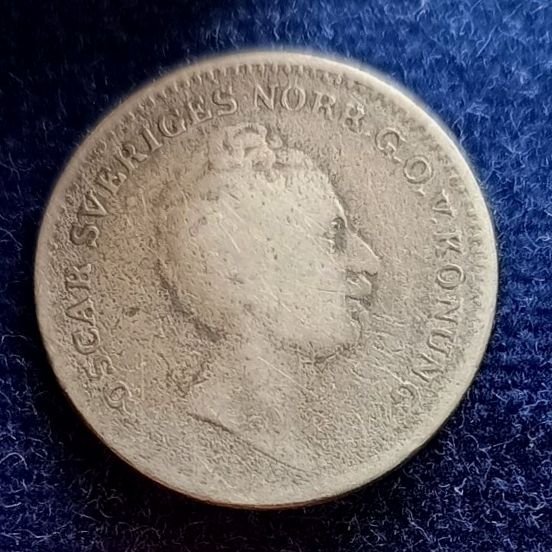 OSCAR SVERIGES NORR. G. O. V. KONUNG